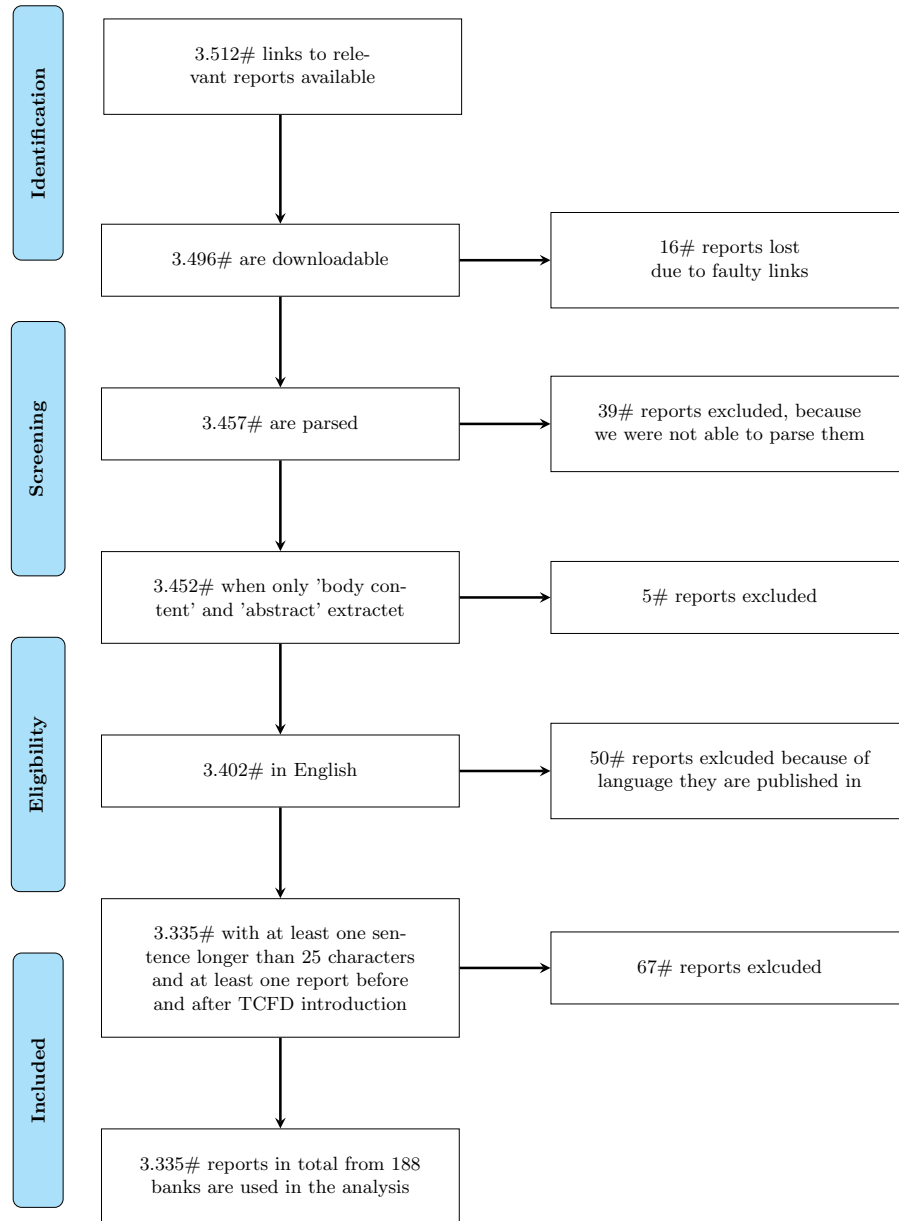 Identification
3.512# links to rele-
vant reports available
3.496# are downloadable
16# reports lost
due to faulty links
Screening
3.457# are parsed
39# reports excluded, because
we were not able to parse them
3.452# when only 'body con-
tent' and 'abstract' extractet
5# reports excluded
Eligibility
3.402# in English
50# reports exlcuded because of
language they are published in
3.335# with at least one sen-
tence longer than 25 characters
and at least one report before
and after TCFD introduction
67# reports exlcuded
Included
3.335# reports in total from 188
banks are used in the analysis